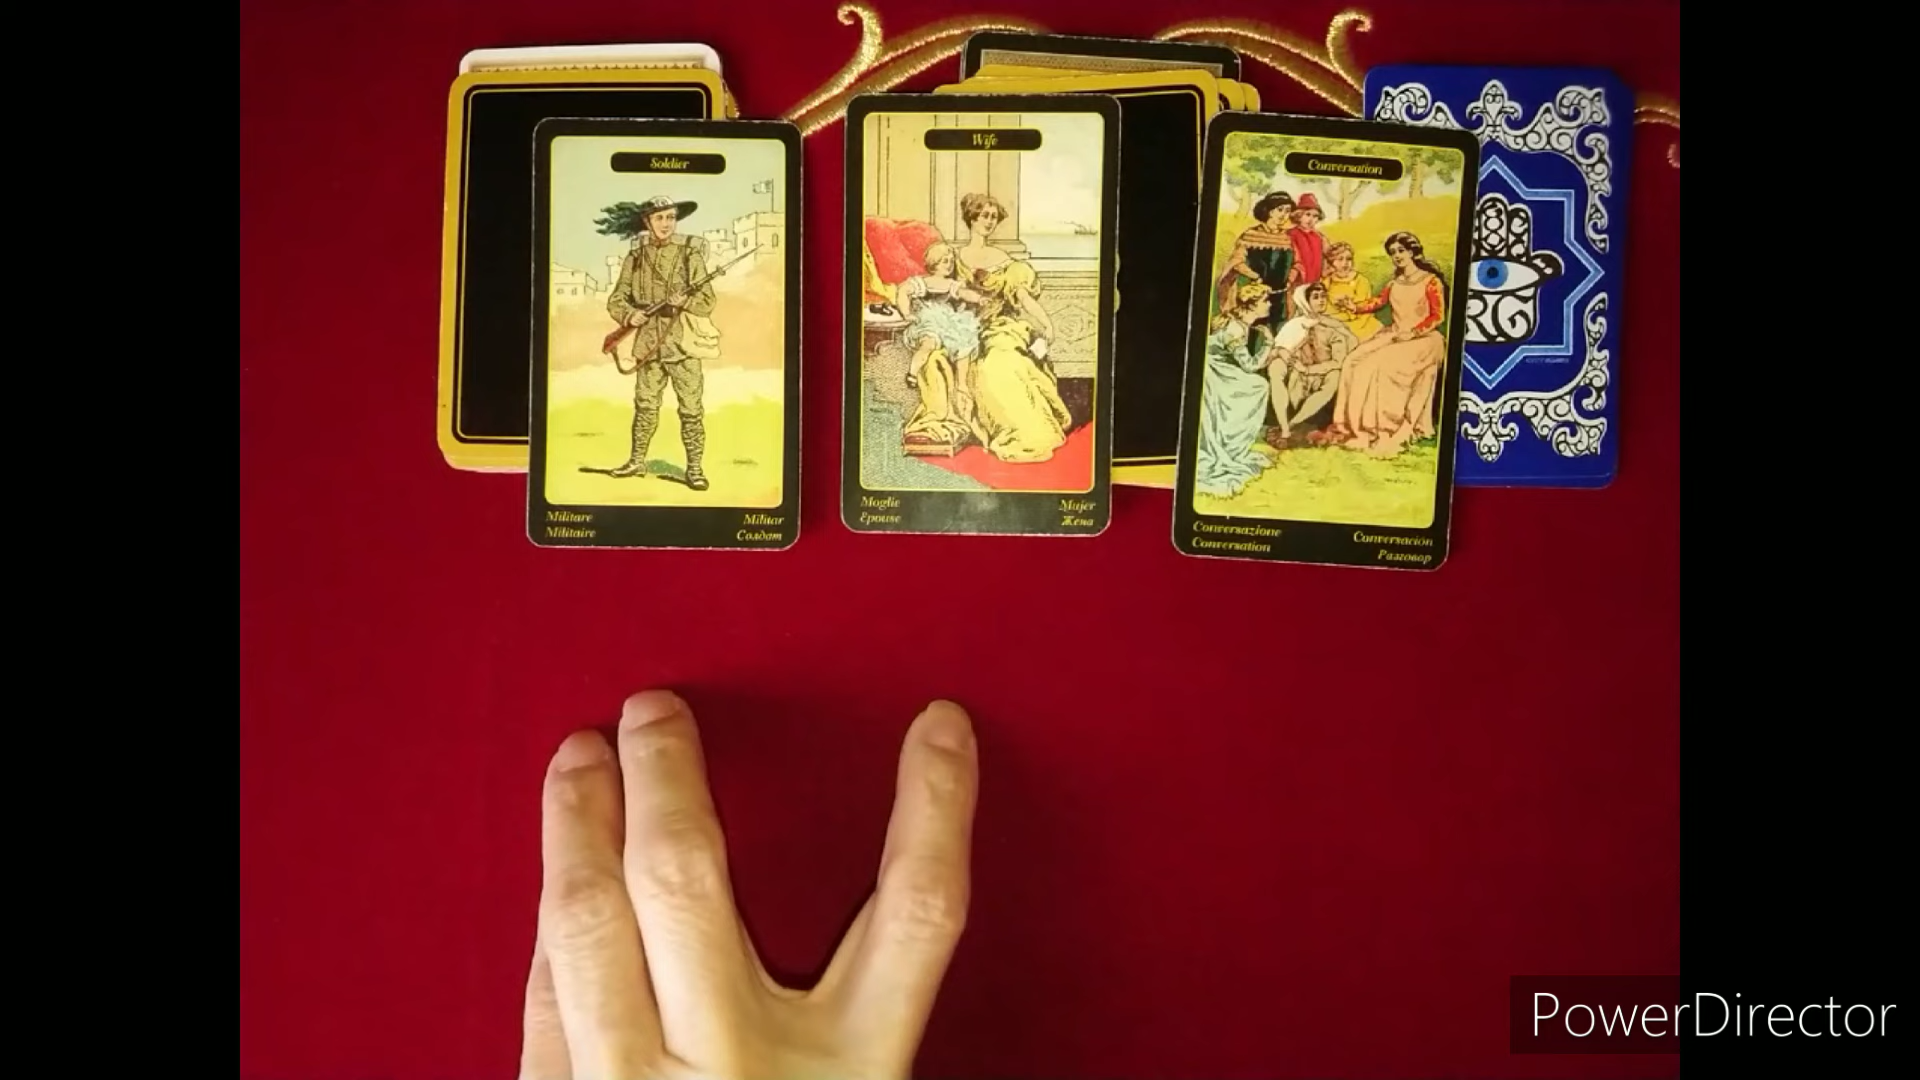 Soldier
Militare
Militaire
Militar
Солдат
Wife
Moglie
Epouse
Mujer
Жена
Conversation
Conversazione
Conversation
Conversación
Разговор
PowerDirector